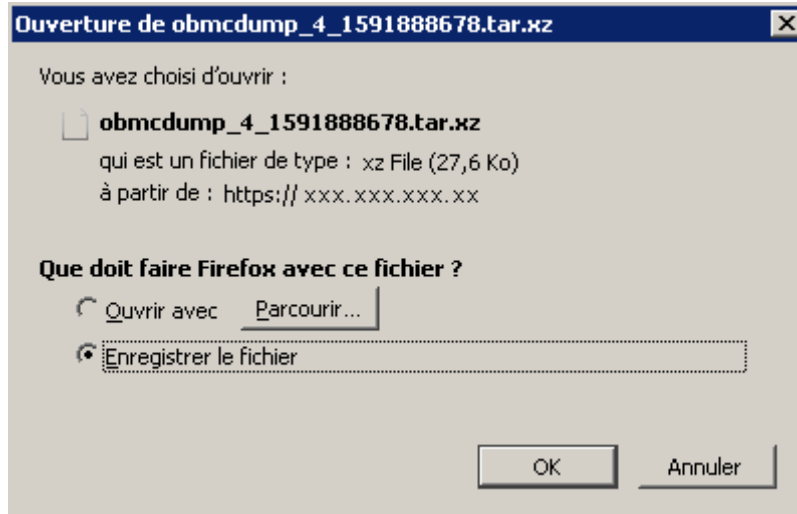 Ouverture de obmcdump_4_1591888678.tar.xz
Vous avez choisi d'ouvrir :
obmcdump_4_1591888678.tar.xz
qui est un fichier de type : xz File (27,6 Ko)
à partir de : https:// xxx.xxx.xxx.xx
Que doit faire Firefox avec ce fichier ?
Ouvrir avec Parcourir...
Enregistrer le fichier
OK Annuler